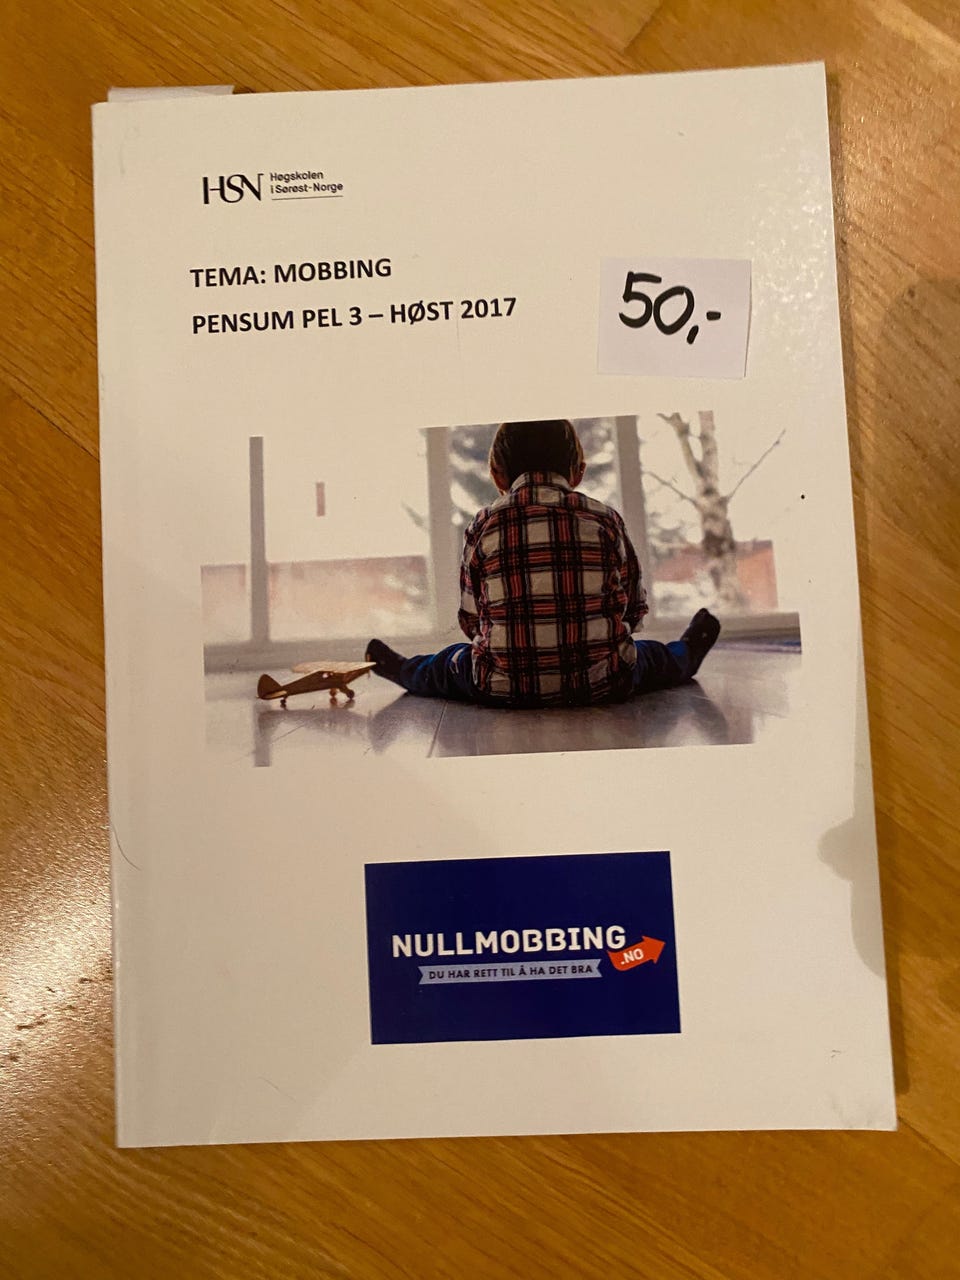 HSN Høgskolen
i Sørøst-Norge
TEMA: MOBBING
PENSUM PEL 3 – HØST 2017
50,-
NULLMOBBING
.NO
DU HAR RETT TIL Å HA DET BRA